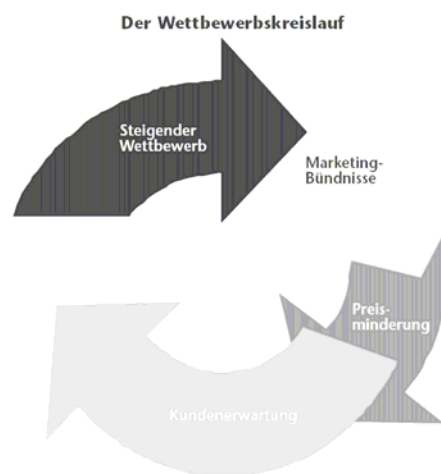 Der Wettbewerbskreislauf
Steigender
Wettbewerb
Marketing-
Bündnisse
Preis-
minderung
Kundenerwartung